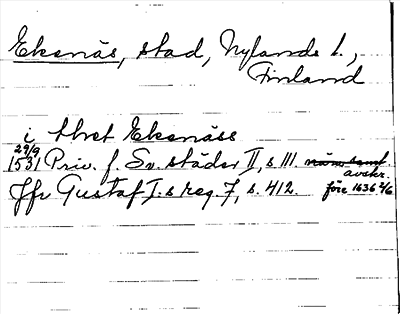 Ekenäs, stad, Nylands l.,
Finland
i thet Ekenäss
29/9
1531 Priv. f. Sv. städer II, s. 111.
avskr.
Jfr Gustaf I:s reg. 7, s. 412. före 1636 2/6